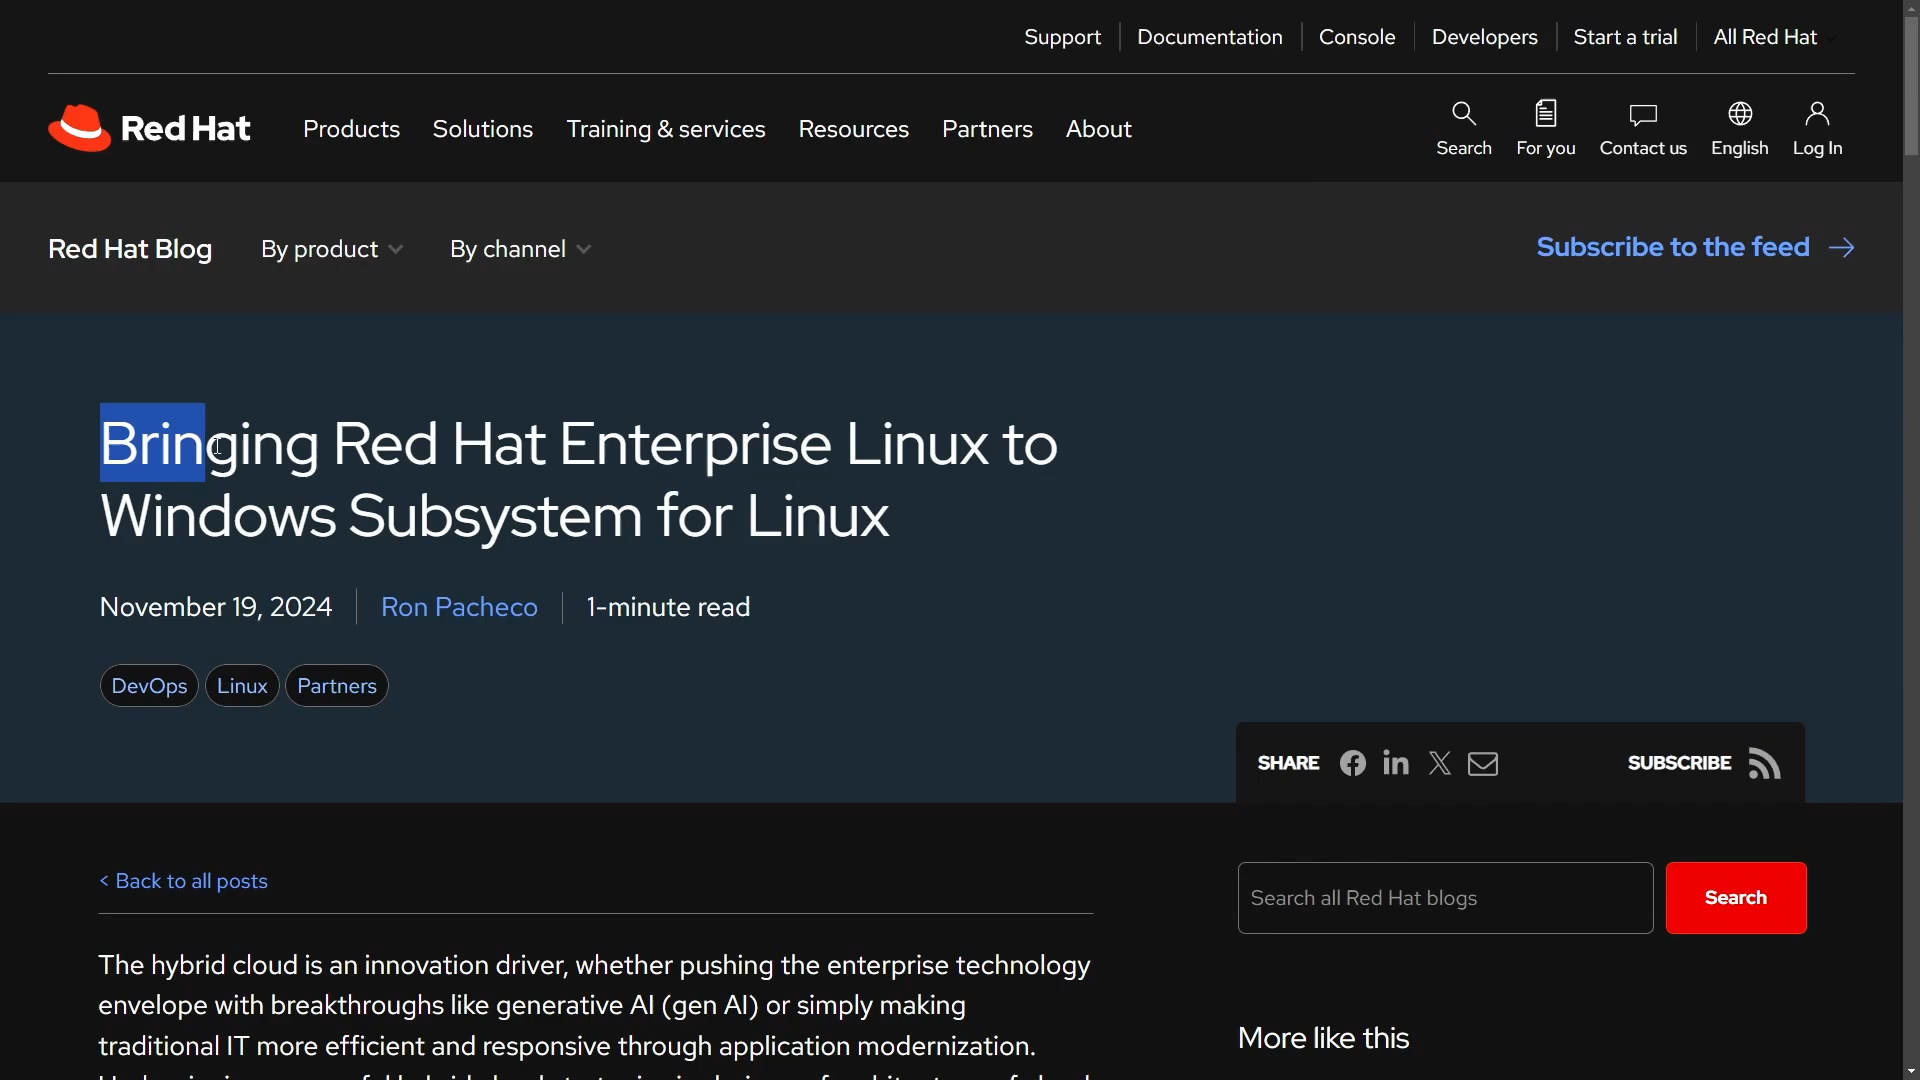 Support
Documentation
Console
Developers
Start a trial
All Red Hat
Red Hat
Products
Solutions
Training & services
Resources
Partners
About
Search
For you
Contact us
English
Log In
Red Hat Blog
By product
By channel
Subscribe to the feed
Bringing Red Hat Enterprise Linux to
Windows Subsystem for Linux
November 19, 2024
Ron Pacheco
1-minute read
DevOps
Linux
Partners
SHARE
SUBSCRIBE
< Back to all posts
Search all Red Hat blogs
Search
The hybrid cloud is an innovation driver, whether pushing the enterprise technology
envelope with breakthroughs like generative AI (gen AI) or simply making
traditional IT more efficient and responsive through application modernization.
More like this